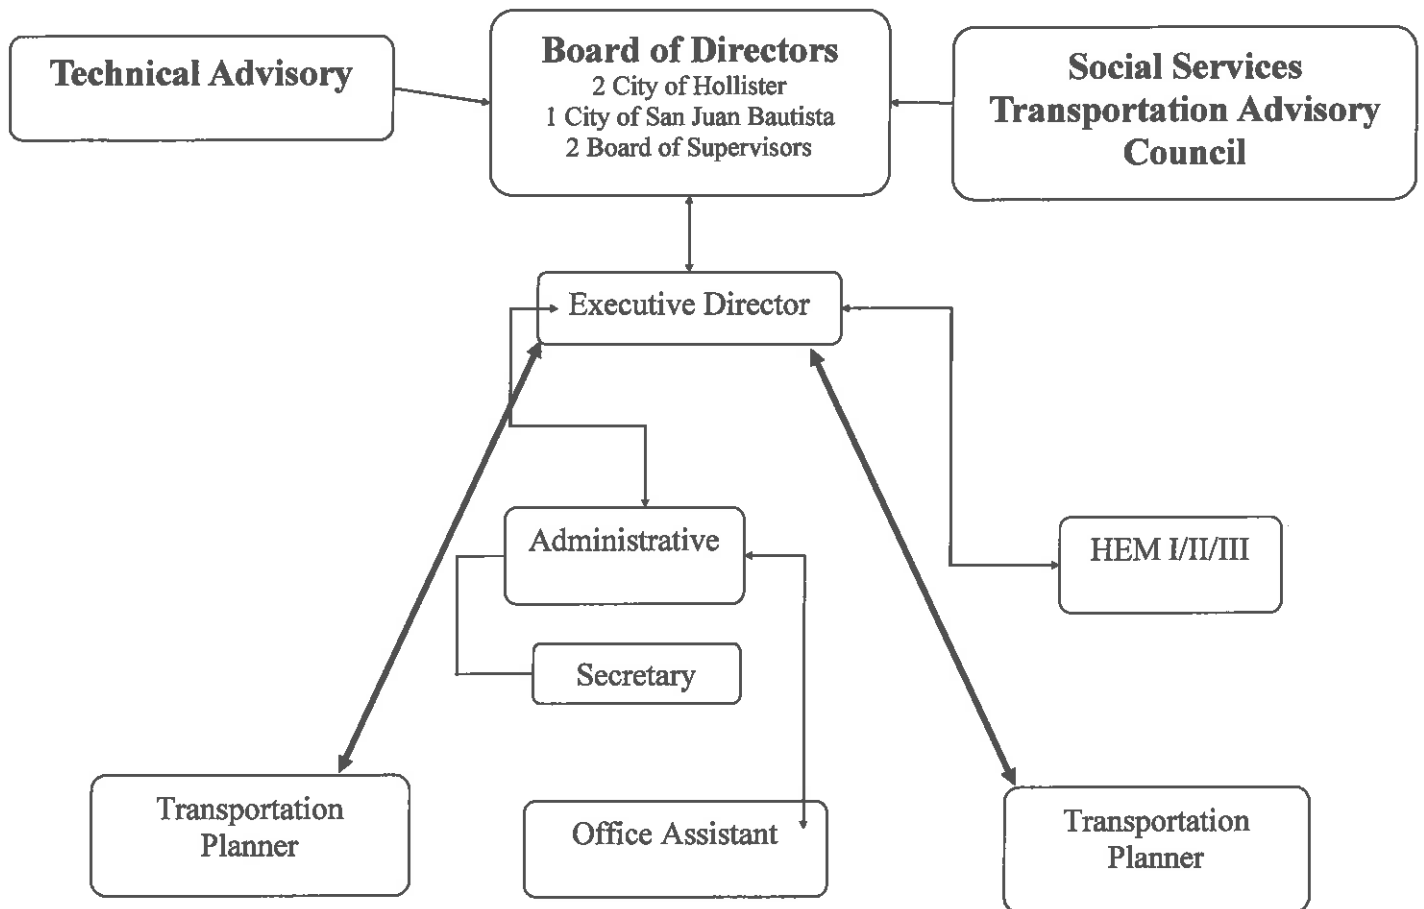 Technical Advisory
Board of Directors
2 City of Hollister
1 City of San Juan Bautista
2 Board of Supervisors
Social Services
Transportation Advisory
Council
Executive Director
Administrative
HEM I/II/III
Secretary
Transportation
Planner
Office Assistant
Transportation
Planner